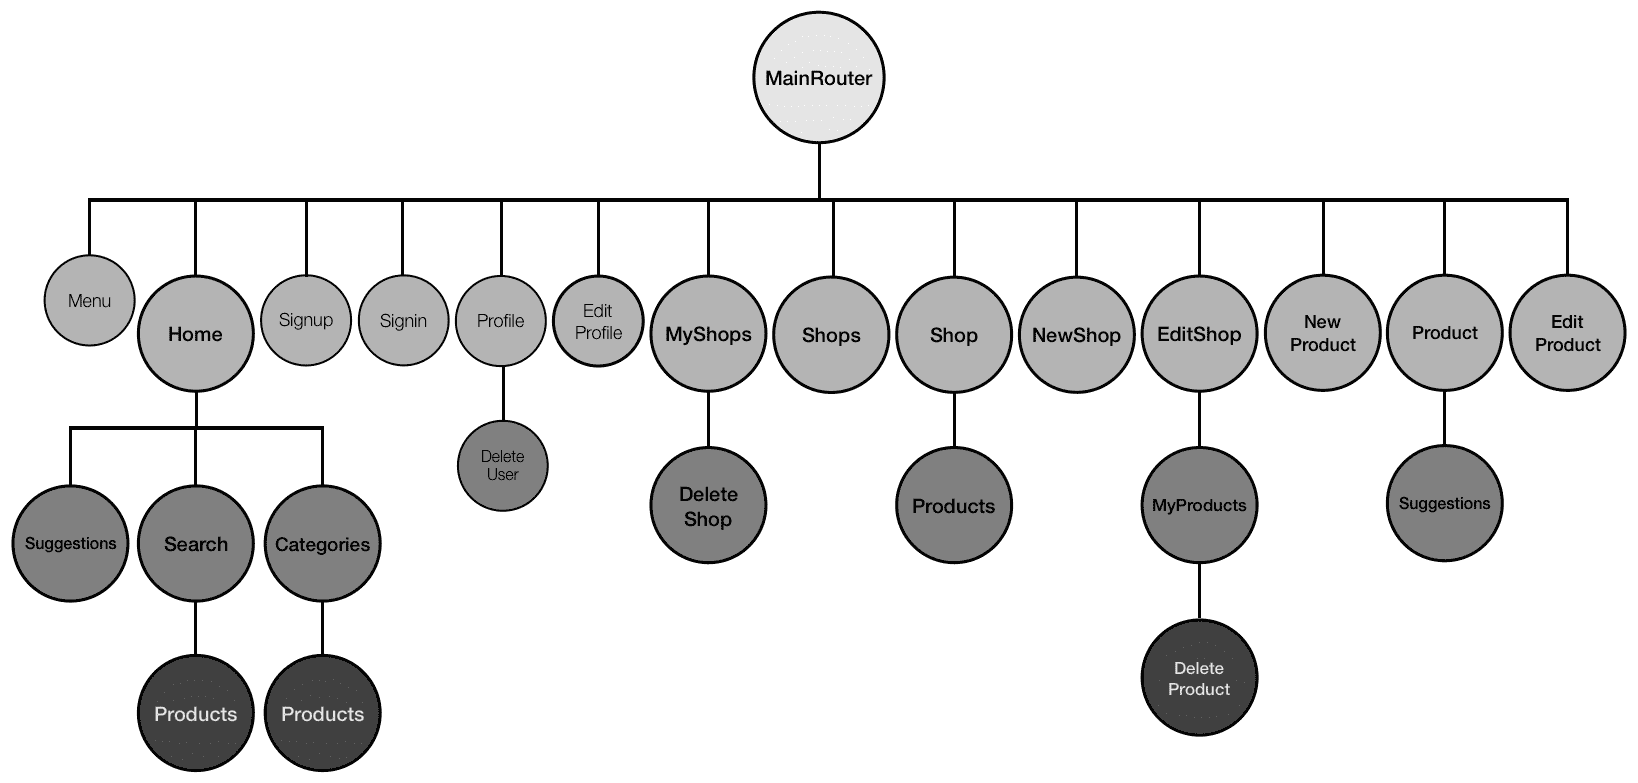 MainRouter
Menu
Home
Signup
Signin
Profile
Edit
Profile
MyShops
Shops
Shop
NewShop
EditShop
New
Product
Product
Edit
Product
Delete
User
Delete
Shop
Products
MyProducts
Suggestions
Suggestions
Search
Categories
Delete
Product
Products
Products